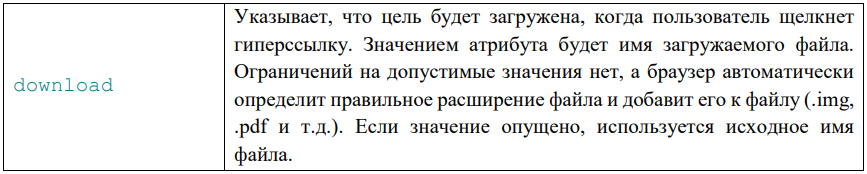 Указывает, что цель будет загружена, когда пользователь щелкнет
гиперссылку. Значением атрибута будет имя загружаемого файла.
Ограничений на допустимые значения нет, а браузер автоматически
download
определит правильное расширение файла и добавит его к файлу (.img,
.pdf и т.д.). Если значение опущено, используется исходное имя
файла.